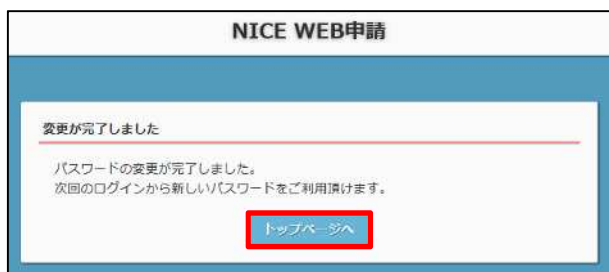 NICE WEB申請
変更が完了しました
パスワードの変更が完了しました。
次回のログインから新しいパスワードをご利用頂けます。
トップページへ